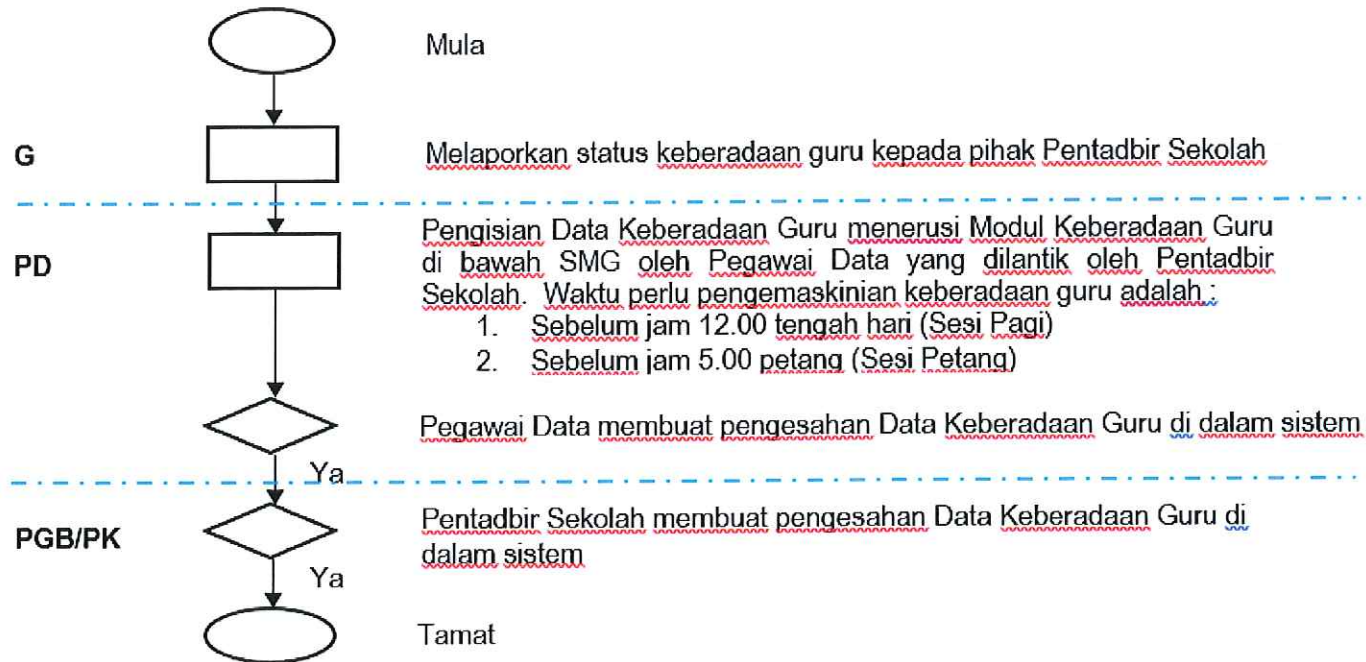 Mula
G
Melaporkan status keberadaan guru kepada pihak Pentadbir Sekolah
Pengisian Data Keberadaan Guru menerusi Modul Keberadaan Guru
PD
di bawah SMG oleh Pegawai Data yang dilantik oleh Pentadbir
Sekolah. Waktu perlu pengemaskinian keberadaan guru adalah :
1. Sebelum jam 12.00 tengah hari (Sesi Pagi)
2. Sebelum jam 5.00 petang (Sesi Petang)
Pegawai Data membuat pengesahan Data Keberadaan Guru di dalam sistem
Ya
PGB/PK
Pentadbir Sekolah membuat pengesahan Data Keberadaan Guru di
dalam sistem
Ya
Tamat